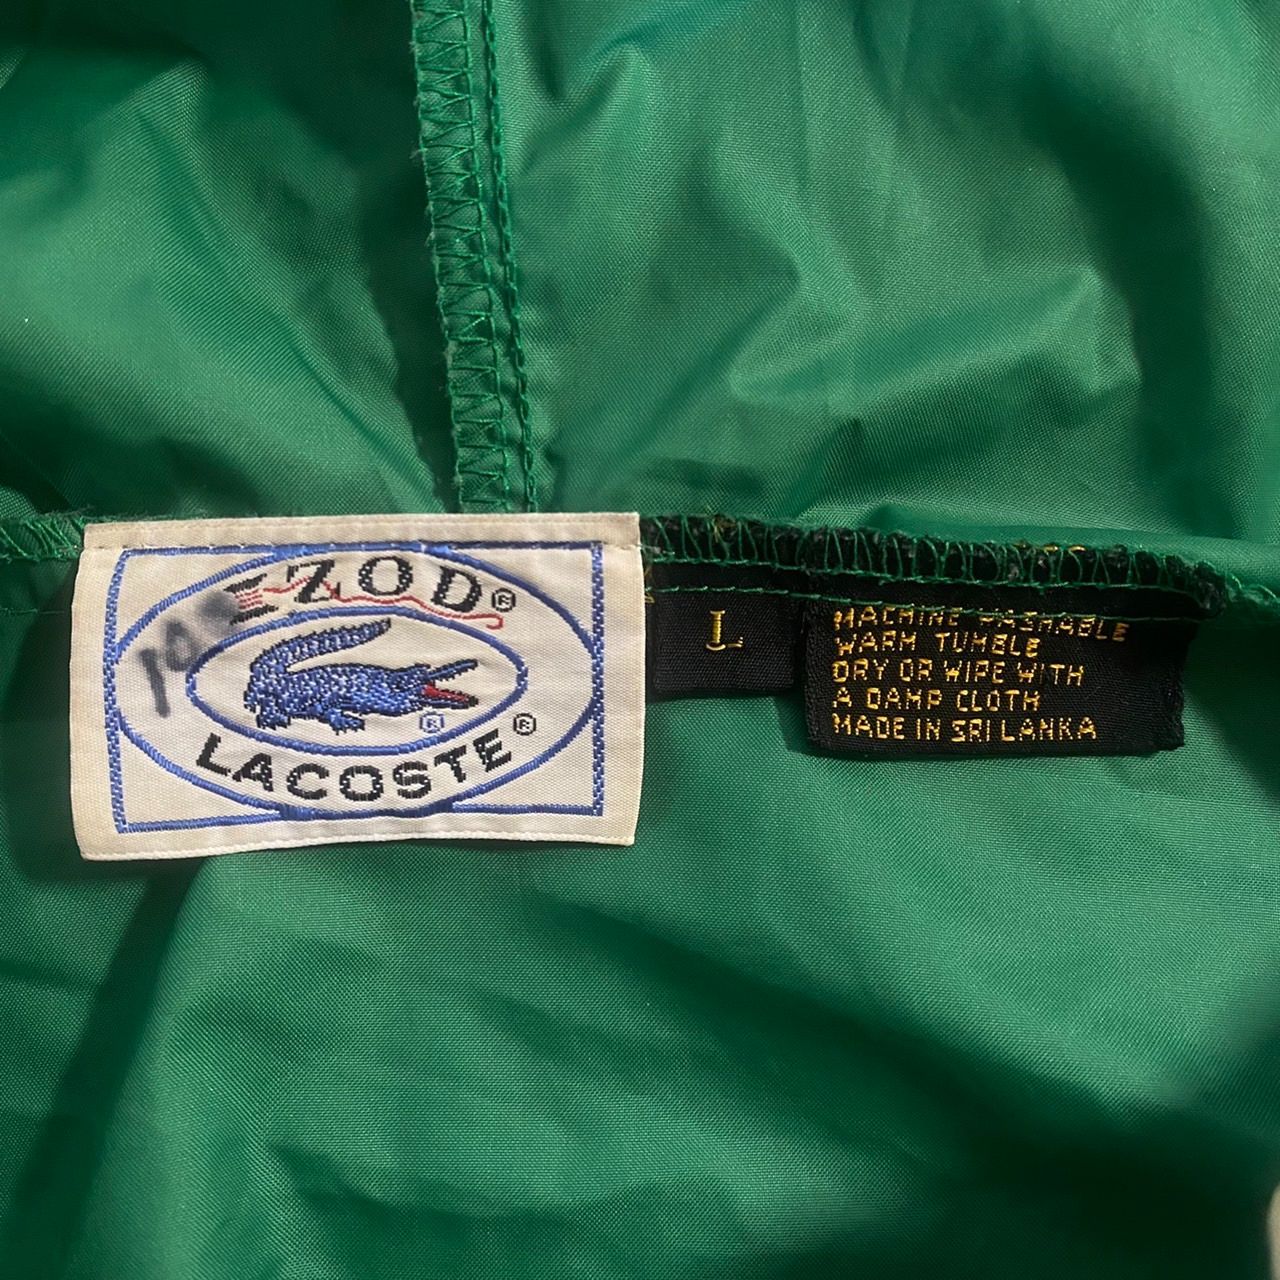 IZOD®
®
LACOSTE®
L
MACHINE WASHABLE
WARM TUMBLE
DRY OR WIPE WITH
A DAMP CLOTH
MADE IN SRI LANKA